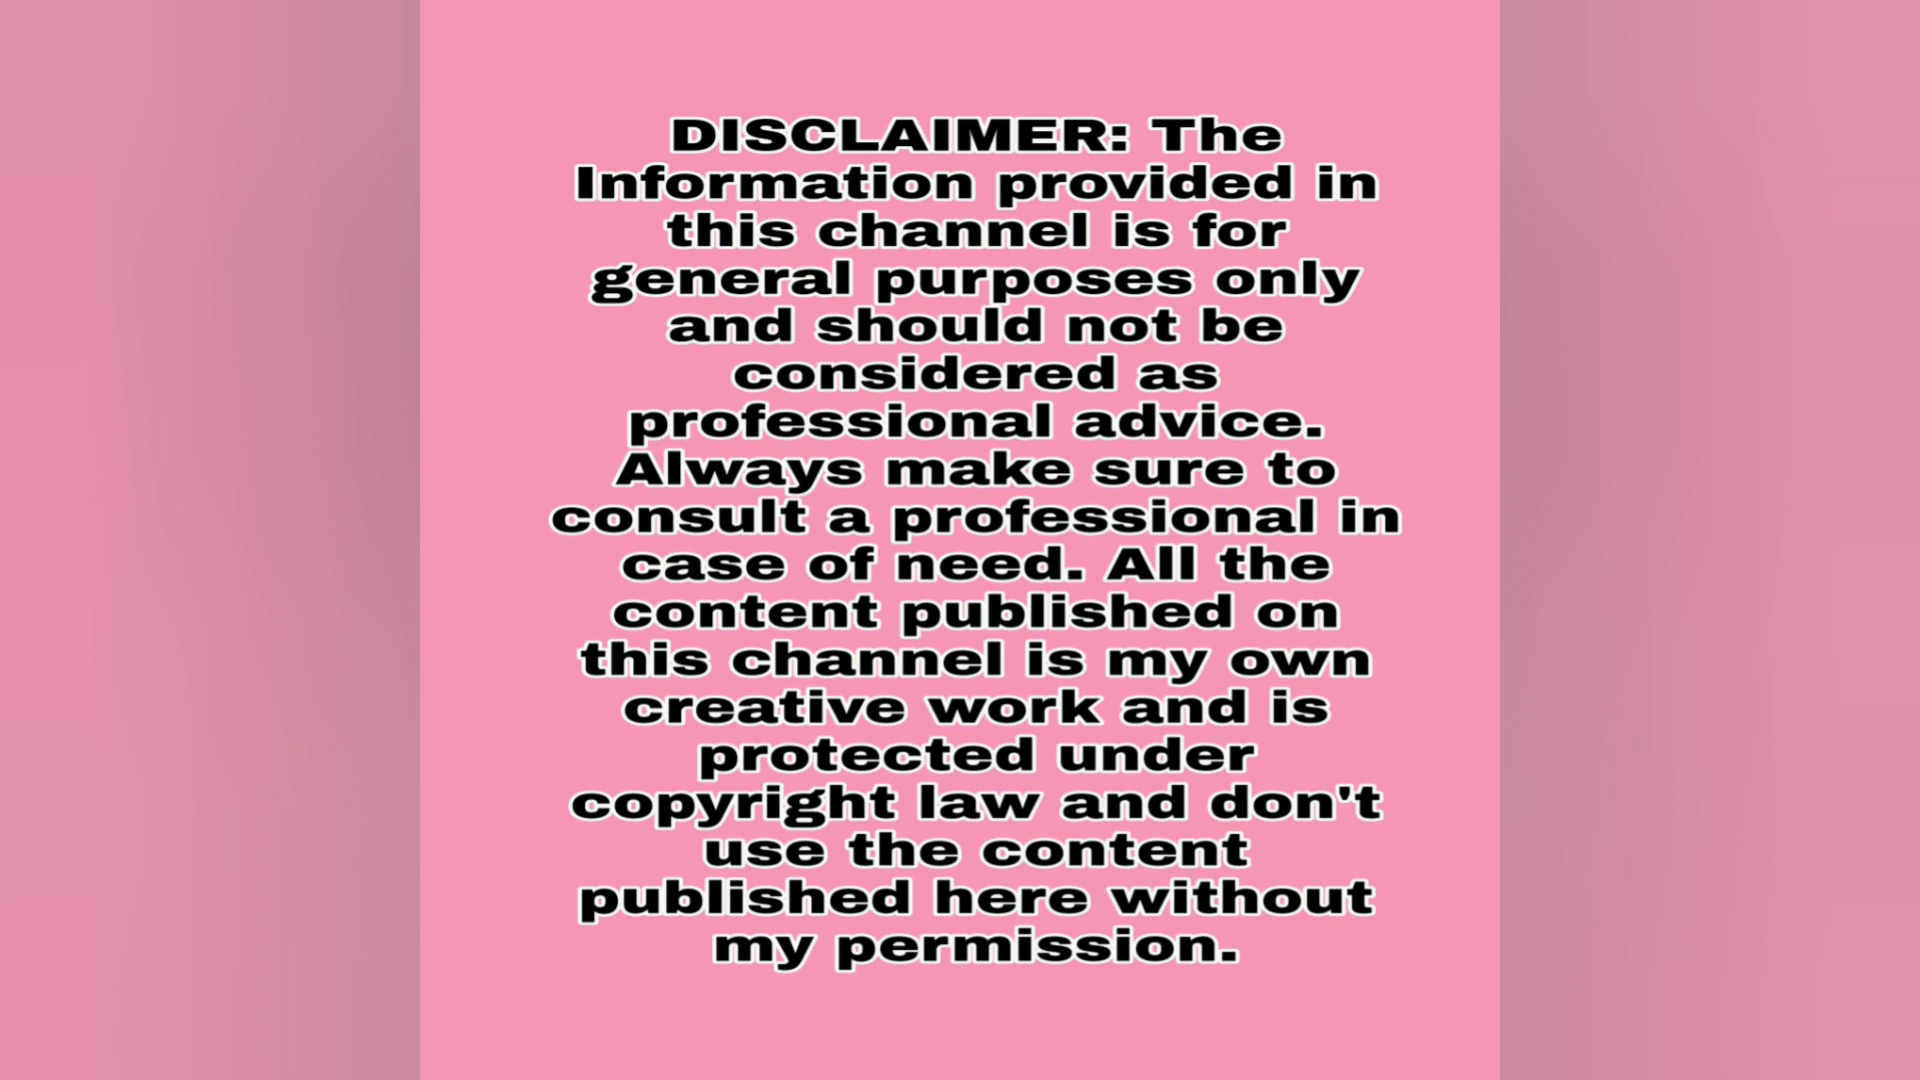 DISCLAIMER: The
Information provided in
this channel is for
general purposes only
and should not be
considered as
professional advice.
Always make sure to
consult a professional in
case of need. All the
content published on
this channel is my own
creative work and is
protected under
copyright law and don't
use the content
published here without
my permission.